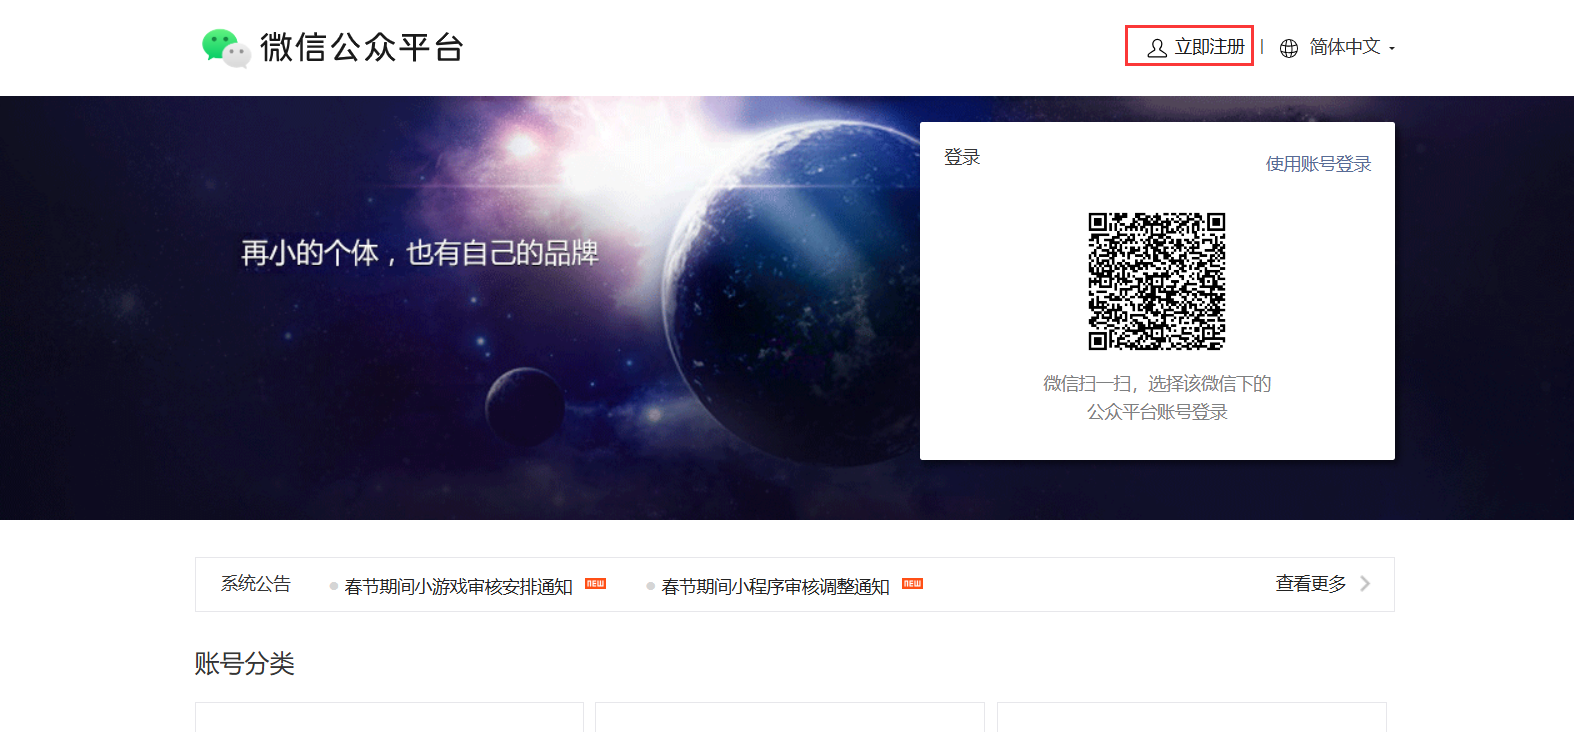 微信公众平台
立即注册
简体中文
再小的个体，也有自己的品牌
登录
使用账号登录
微信扫一扫，选择该微信下的
公众平台账号登录
系统公告
春节期间小游戏审核安排通知 NEW
春节期间小程序审核调整通知 NEW
查看更多
账号分类